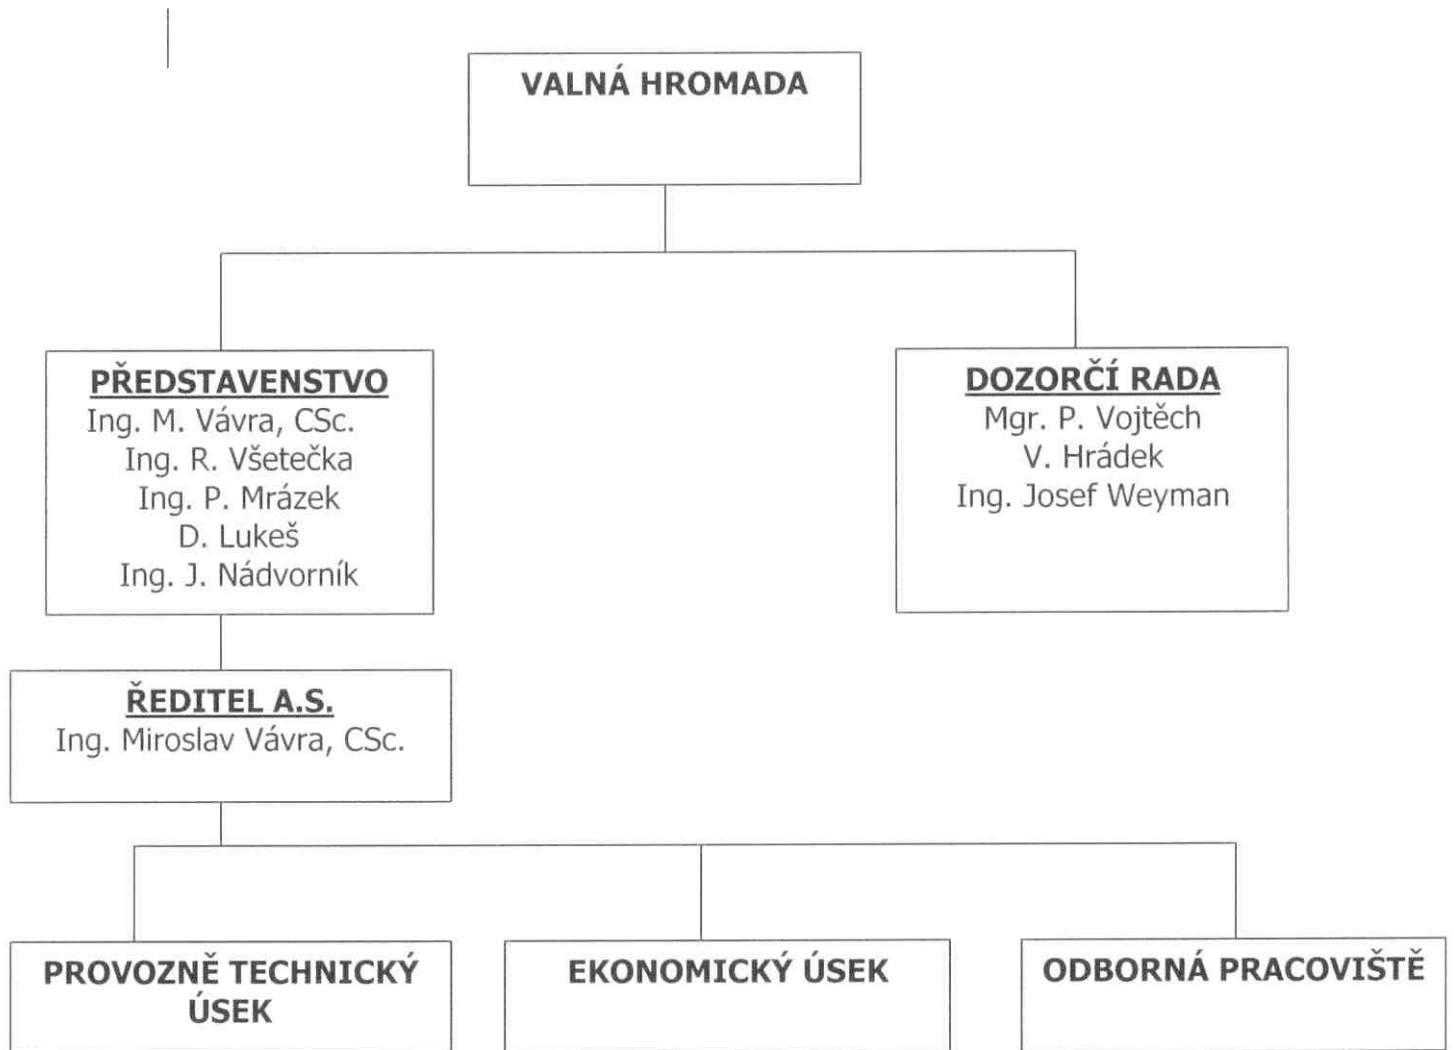 VALNÁ HROMADA
PŘEDSTAVENSTVO
Ing. M. Vávra, CSc.
Ing. R. Všetečka
Ing. P. Mrázek
D. Lukeš
Ing. J. Nádvorník
DOZORČÍ RADA
Mgr. P. Vojtěch
V. Hrádek
Ing. Josef Weyman
ŘEDITEL A.S.
Ing. Miroslav Vávra, CSc.
PROVOZNĚ TECHNICKÝ
ÚSEK
EKONOMICKÝ ÚSEK
ODBORNÁ PRACOVIŠTĚ